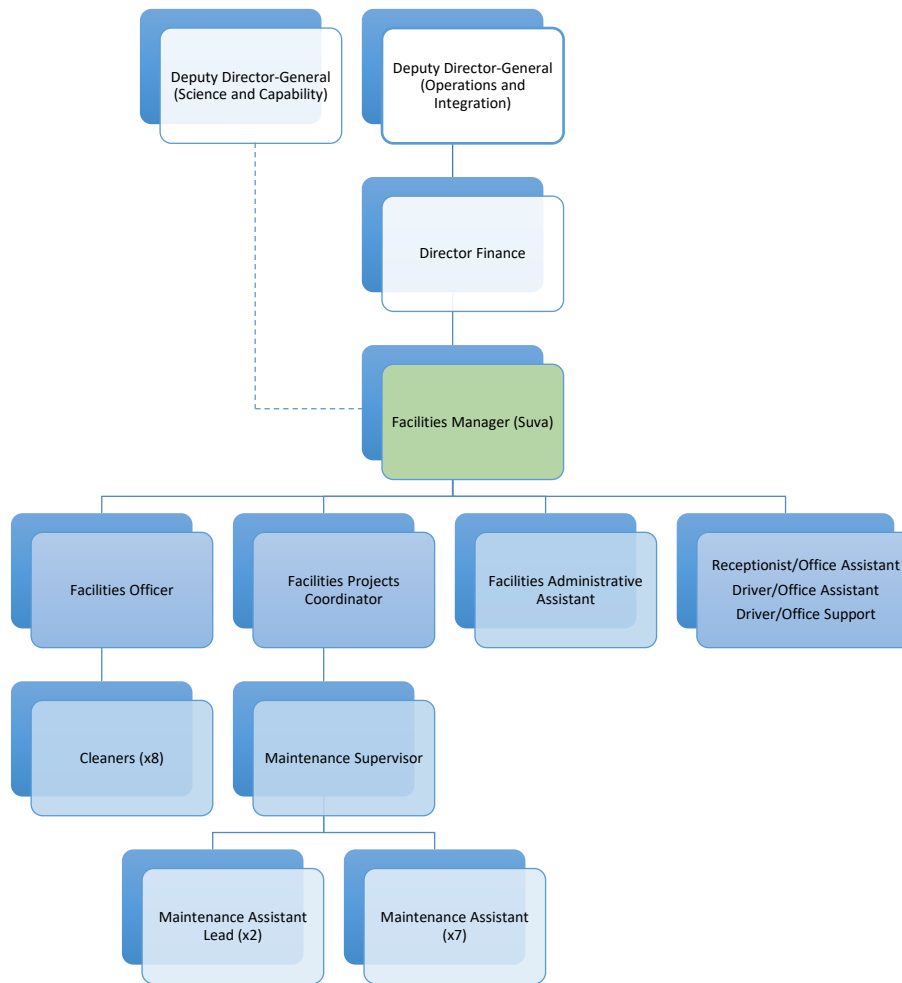 Deputy Director-General
(Science and Capability)
Deputy Director-General
(Operations and
Integration)
Director Finance
Facilities Manager (Suva)
Facilities Officer
Facilities Projects
Coordinator
Facilities Administrative
Assistant
Receptionist/Office Assistant
Driver/Office Assistant
Driver/Office Support
Cleaners (x8)
Maintenance Supervisor
Maintenance Assistant
Lead (x2)
Maintenance Assistant
(x7)